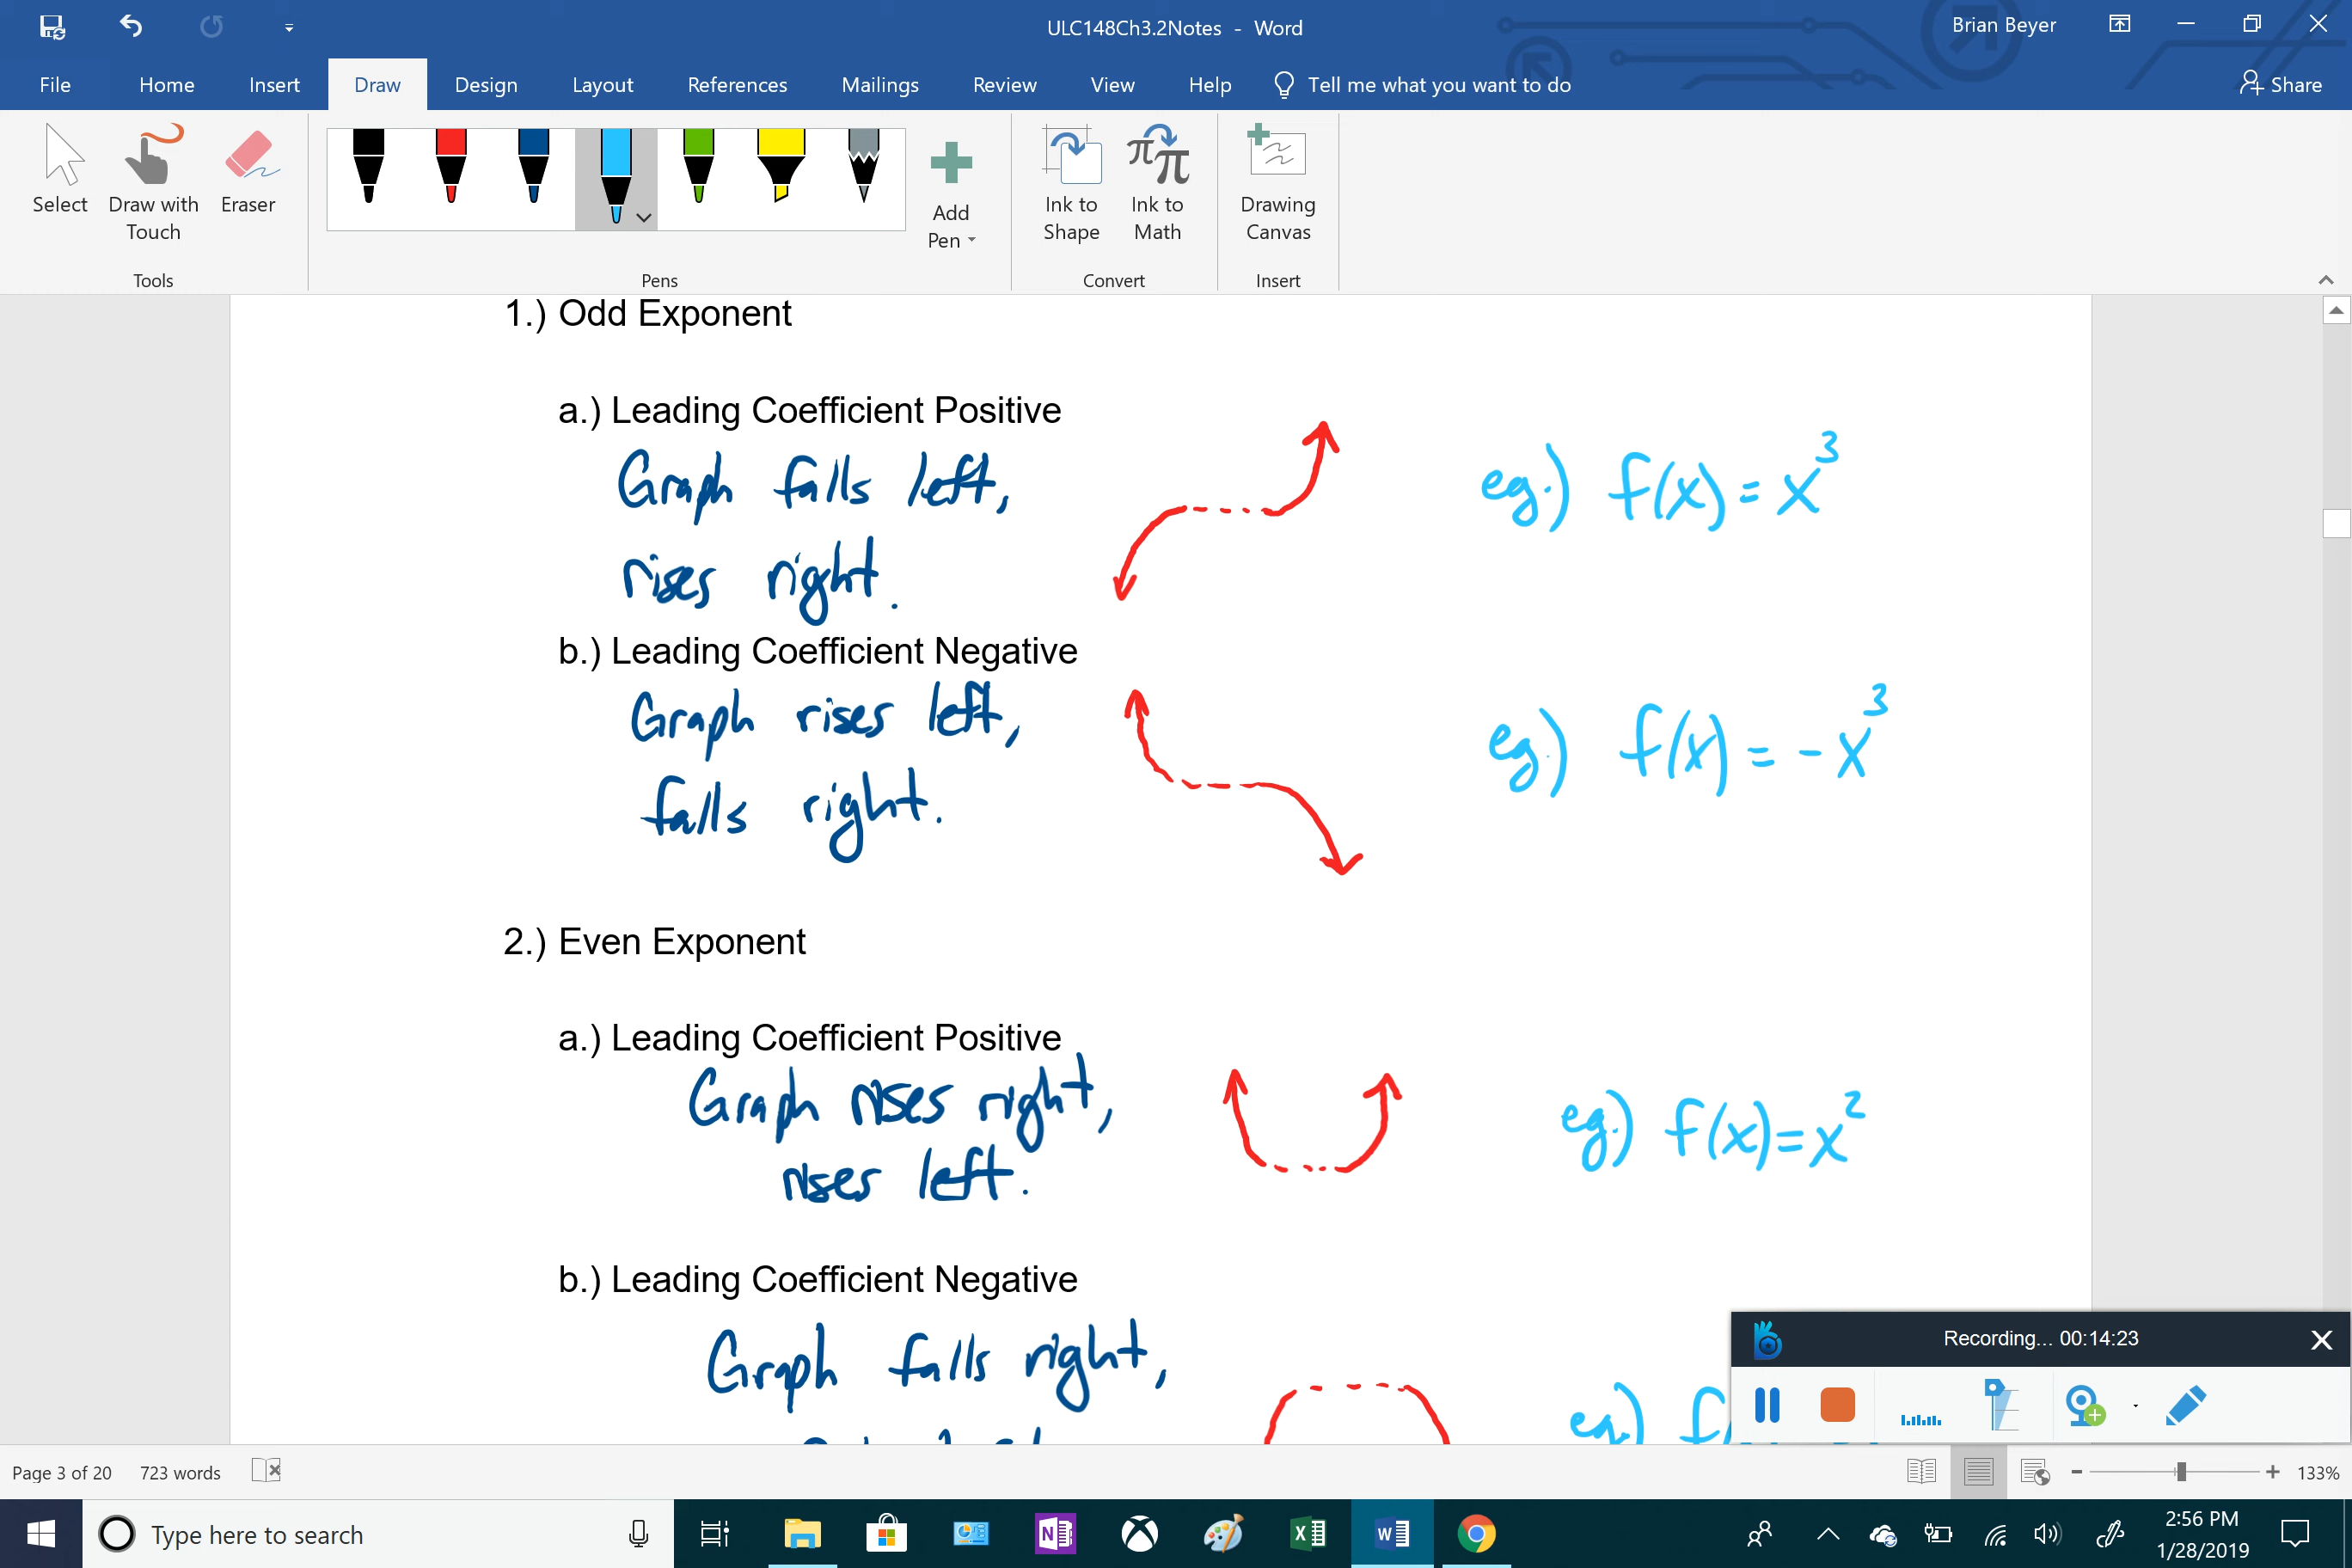 ULC148Ch3.2Notes - Word
Brian Beyer
File Home Insert Draw Design Layout References Mailings Review View Help Tell me what you want to do Share
Select Draw with Touch Eraser Add Pen Ink to Shape Ink to Math Drawing Canvas
Tools Pens Convert Insert
1.) Odd Exponent
a.) Leading Coefficient Positive
Graph falls left,
rises right.
eg.) f(x) = x³
b.) Leading Coefficient Negative
Graph rises left,
falls right.
eg.) f(x) = -x³
2.) Even Exponent
a.) Leading Coefficient Positive
Graph rises right,
rises left.
eg.) f(x) = x²
b.) Leading Coefficient Negative
Graph falls right,
eg.) f(
Recording... 00:14:23
Page 3 of 20 723 words 133%
Type here to search
2:56 PM
1/28/2019